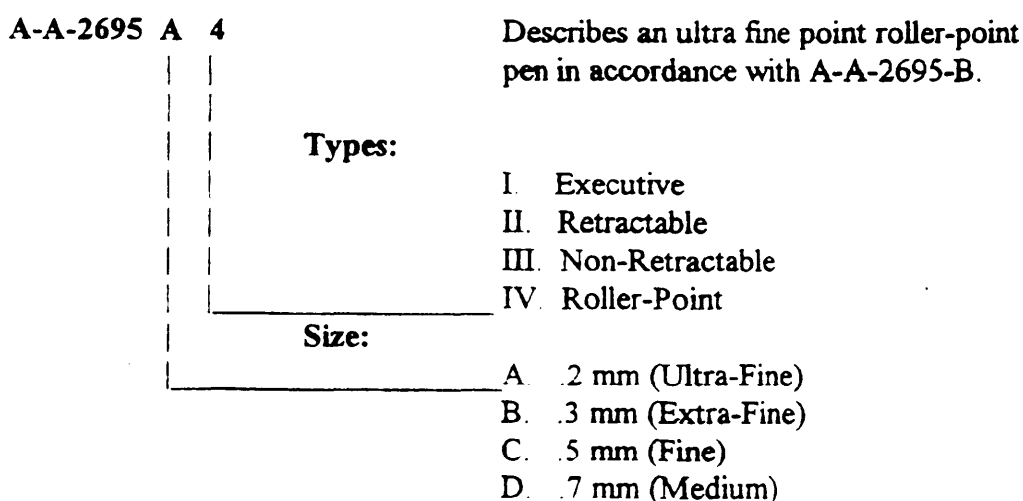 A-A-2695 A 4 Describes an ultra fine point roller-point
pen in accordance with A-A-2695-B.
Types:
I. Executive
II. Retractable
III. Non-Retractable
IV. Roller-Point
Size:
A. .2 mm (Ultra-Fine)
B. .3 mm (Extra-Fine)
C. .5 mm (Fine)
D. .7 mm (Medium)